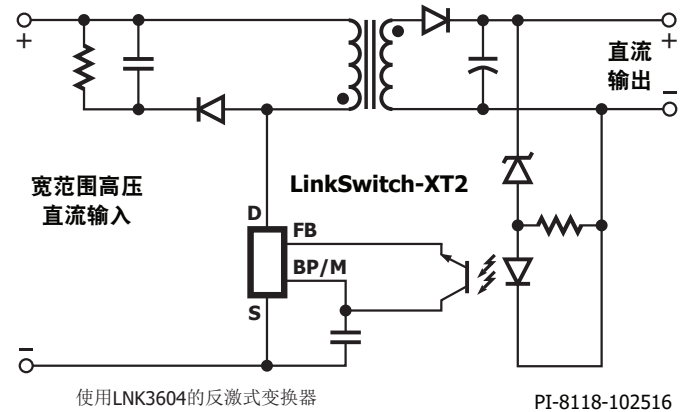 +
+
直流
输出
−
宽范围高压
直流输入
LinkSwitch-XT2
D
FB
BP/M
S
−
使用LNK3604的反激式变换器
PI-8118-102516